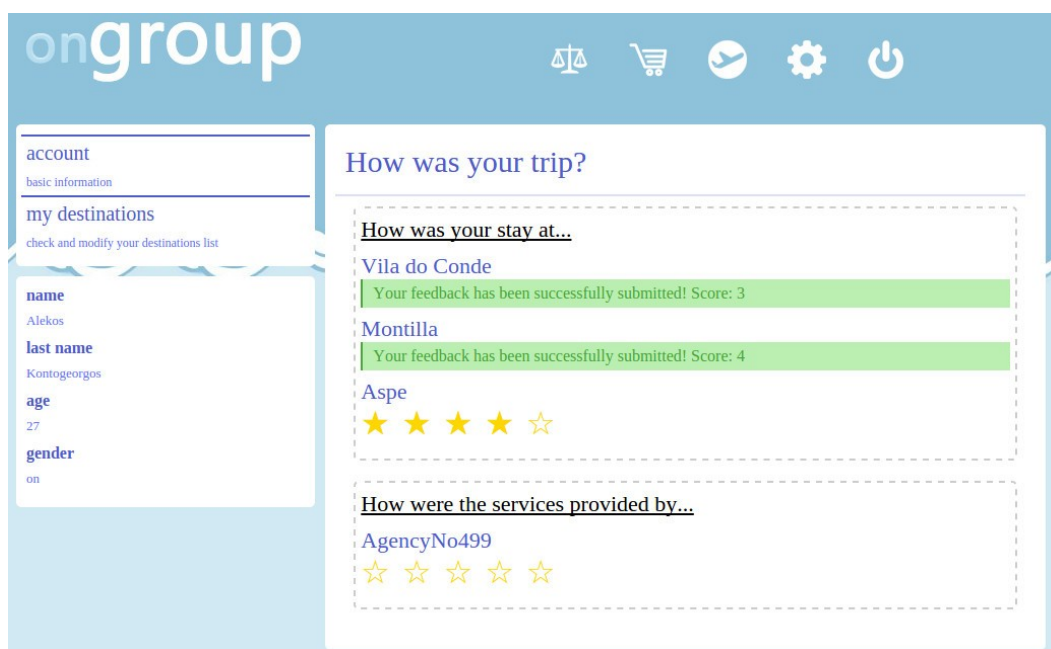 ongroup
account
basic information
my destinations
check and modify your destinations list
name
Alekos
last name
Kontogeorgos
age
27
gender
on
How was your trip?
How was your stay at...
Vila do Conde
Your feedback has been successfully submitted! Score: 3
Montilla
Your feedback has been successfully submitted! Score: 4
Aspe
How were the services provided by...
AgencyNo499